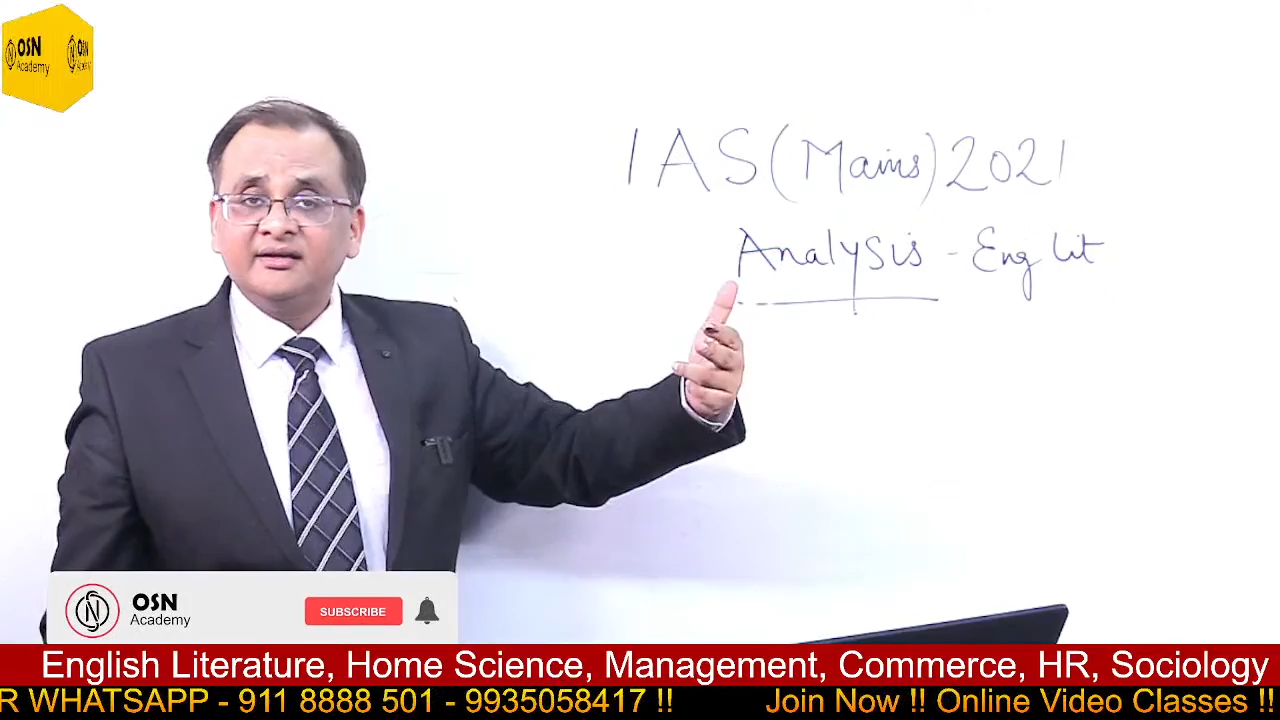 OSN
Academy
OSN
Academy
IAS (Mains) 2021
Analysis - Eng lit
OSN
Academy
SUBSCRIBE
English Literature, Home Science, Management, Commerce, HR, Sociology
R WHATSAPP - 911 8888 501 - 9935058417 !! Join Now !! Online Video Classes !!